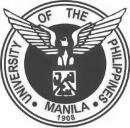 UNIVERSITY OF THE PHILIPPINES
MANILA
1908